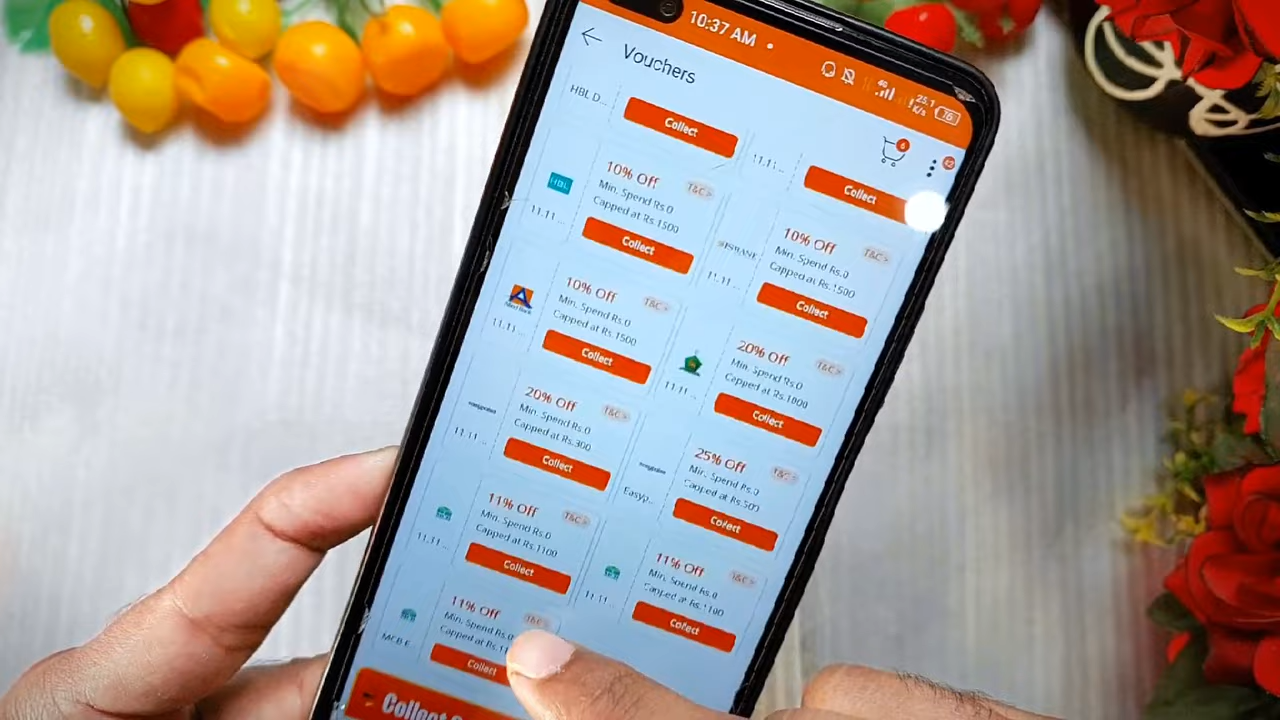 10:37 AM
4G
25.1
K/s
76
Vouchers
6
HBL D...
Collect
11.11...
Collect
HBL
11.11...
10% Off
T&C >
Min. Spend Rs.0
Capped at Rs.1500
Collect
11.11...
10% Off
T&C >
Min. Spend Rs.0
Capped at Rs.1500
Collect
11.11...
10% Off
T&C >
Min. Spend Rs.0
Capped at Rs.1500
Collect
11.11...
20% Off
T&C >
Min. Spend Rs.0
Capped at Rs.1000
Collect
11.11...
20% Off
T&C >
Min. Spend Rs.0
Capped at Rs.300
Collect
Easyp...
25% Off
T&C >
Min. Spend Rs.0
Capped at Rs.500
Collect
11.11...
11% Off
T&C >
Min. Spend Rs.0
Capped at Rs.1100
Collect
11.11...
11% Off
T&C >
Min. Spend Rs.0
Capped at Rs.1100
Collect
11% Off
T&C >
Min. Spend Rs.0
Capped at
Collect
Collect